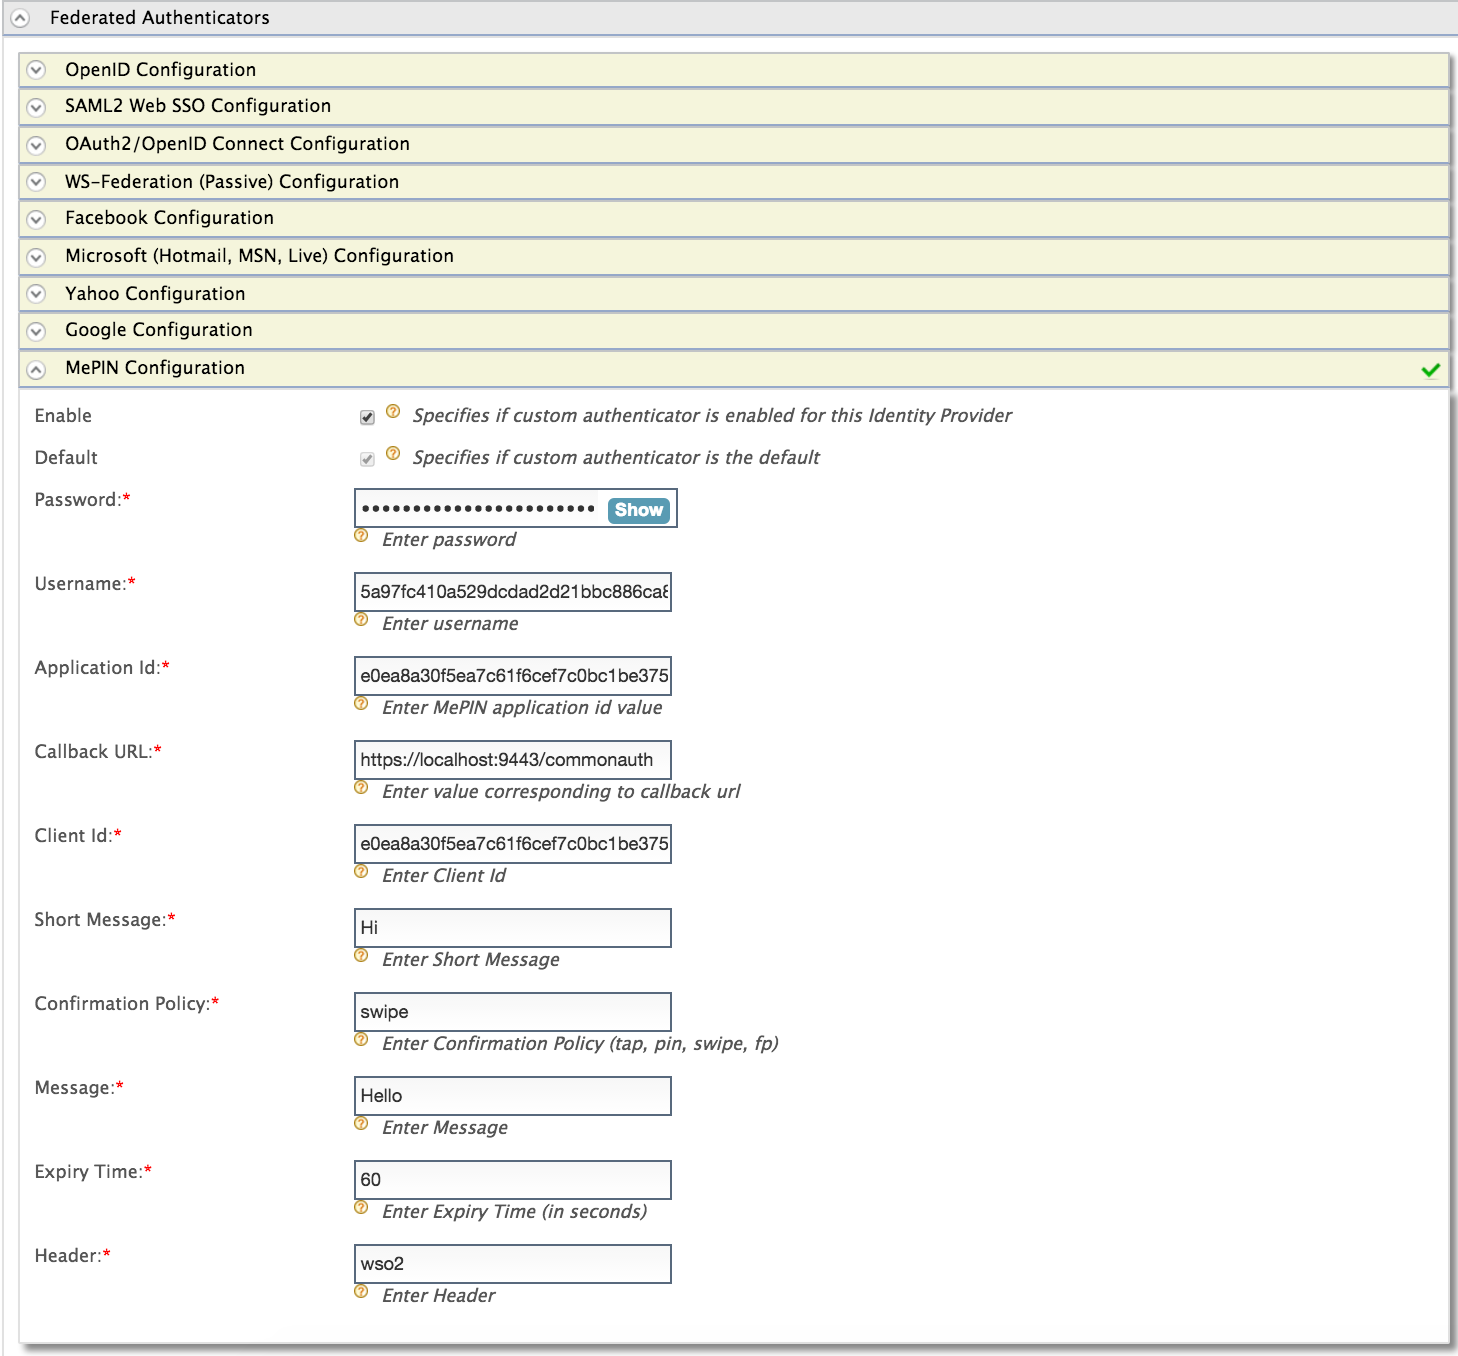 Federated Authenticators
OpenID Configuration
SAML2 Web SSO Configuration
OAuth2/OpenID Connect Configuration
WS-Federation (Passive) Configuration
Facebook Configuration
Microsoft (Hotmail, MSN, Live) Configuration
Yahoo Configuration
Google Configuration
MePIN Configuration
Enable ? Specifies if custom authenticator is enabled for this Identity Provider
Default ? Specifies if custom authenticator is the default
Password:* ••••••••••••••••••••••• Show
? Enter password
Username:* 5a97fc410a529dcdad2d21bbc886ca8
? Enter username
Application Id:* e0ea8a30f5ea7c61f6cef7c0bc1be375
? Enter MePIN application id value
Callback URL:* https://localhost:9443/commonauth
? Enter value corresponding to callback url
Client Id:* e0ea8a30f5ea7c61f6cef7c0bc1be375
? Enter Client Id
Short Message:* Hi
? Enter Short Message
Confirmation Policy:* swipe
? Enter Confirmation Policy (tap, pin, swipe, fp)
Message:* Hello
? Enter Message
Expiry Time:* 60
? Enter Expiry Time (in seconds)
Header:* wso2
? Enter Header